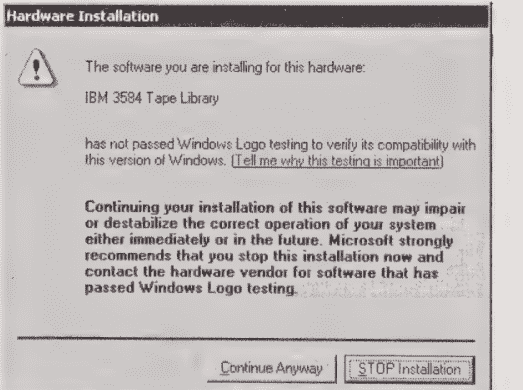 Hardware Installation
The software you are installing for this hardware:
IBM 3584 Tape Library
has not passed Windows Logo testing to verify its compatibility with
this version of Windows. (Tell me why this testing is important)
Continuing your installation of this software may impair
or destabilize the correct operation of your system
either immediately or in the future. Microsoft strongly
recommends that you stop this installation now and
contact the hardware vendor for software that has
passed Windows Logo testing.
Continue Anyway
STOP Installation